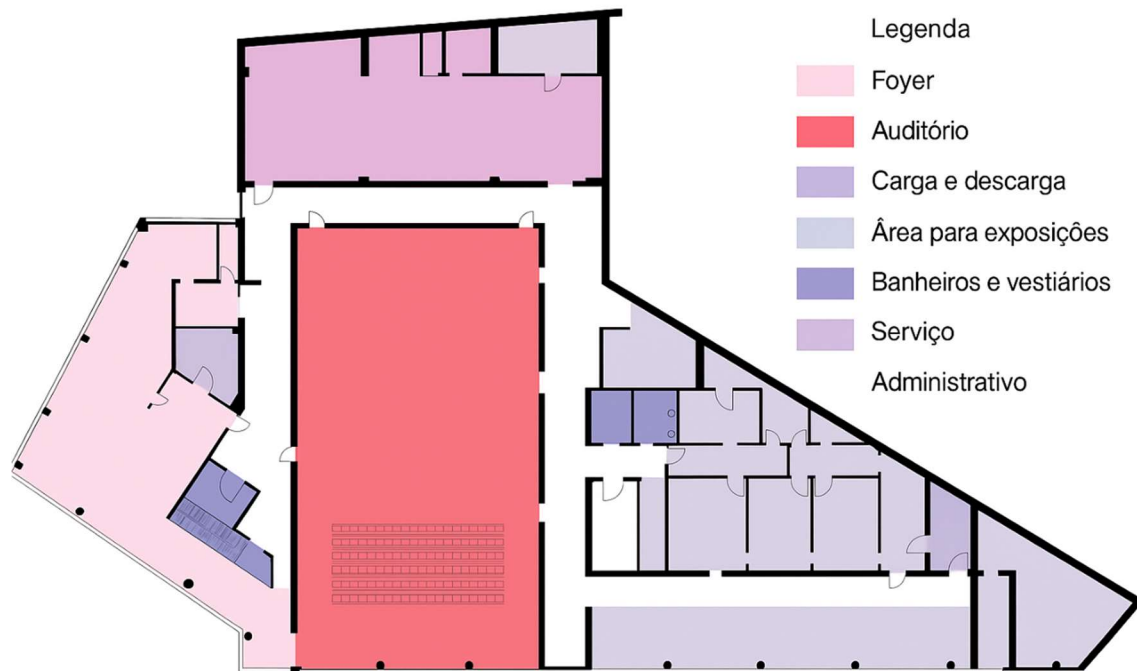 Legenda
Foyer
Auditório
Carga e descarga
Área para exposições
Banheiros e vestiários
Serviço
Administrativo